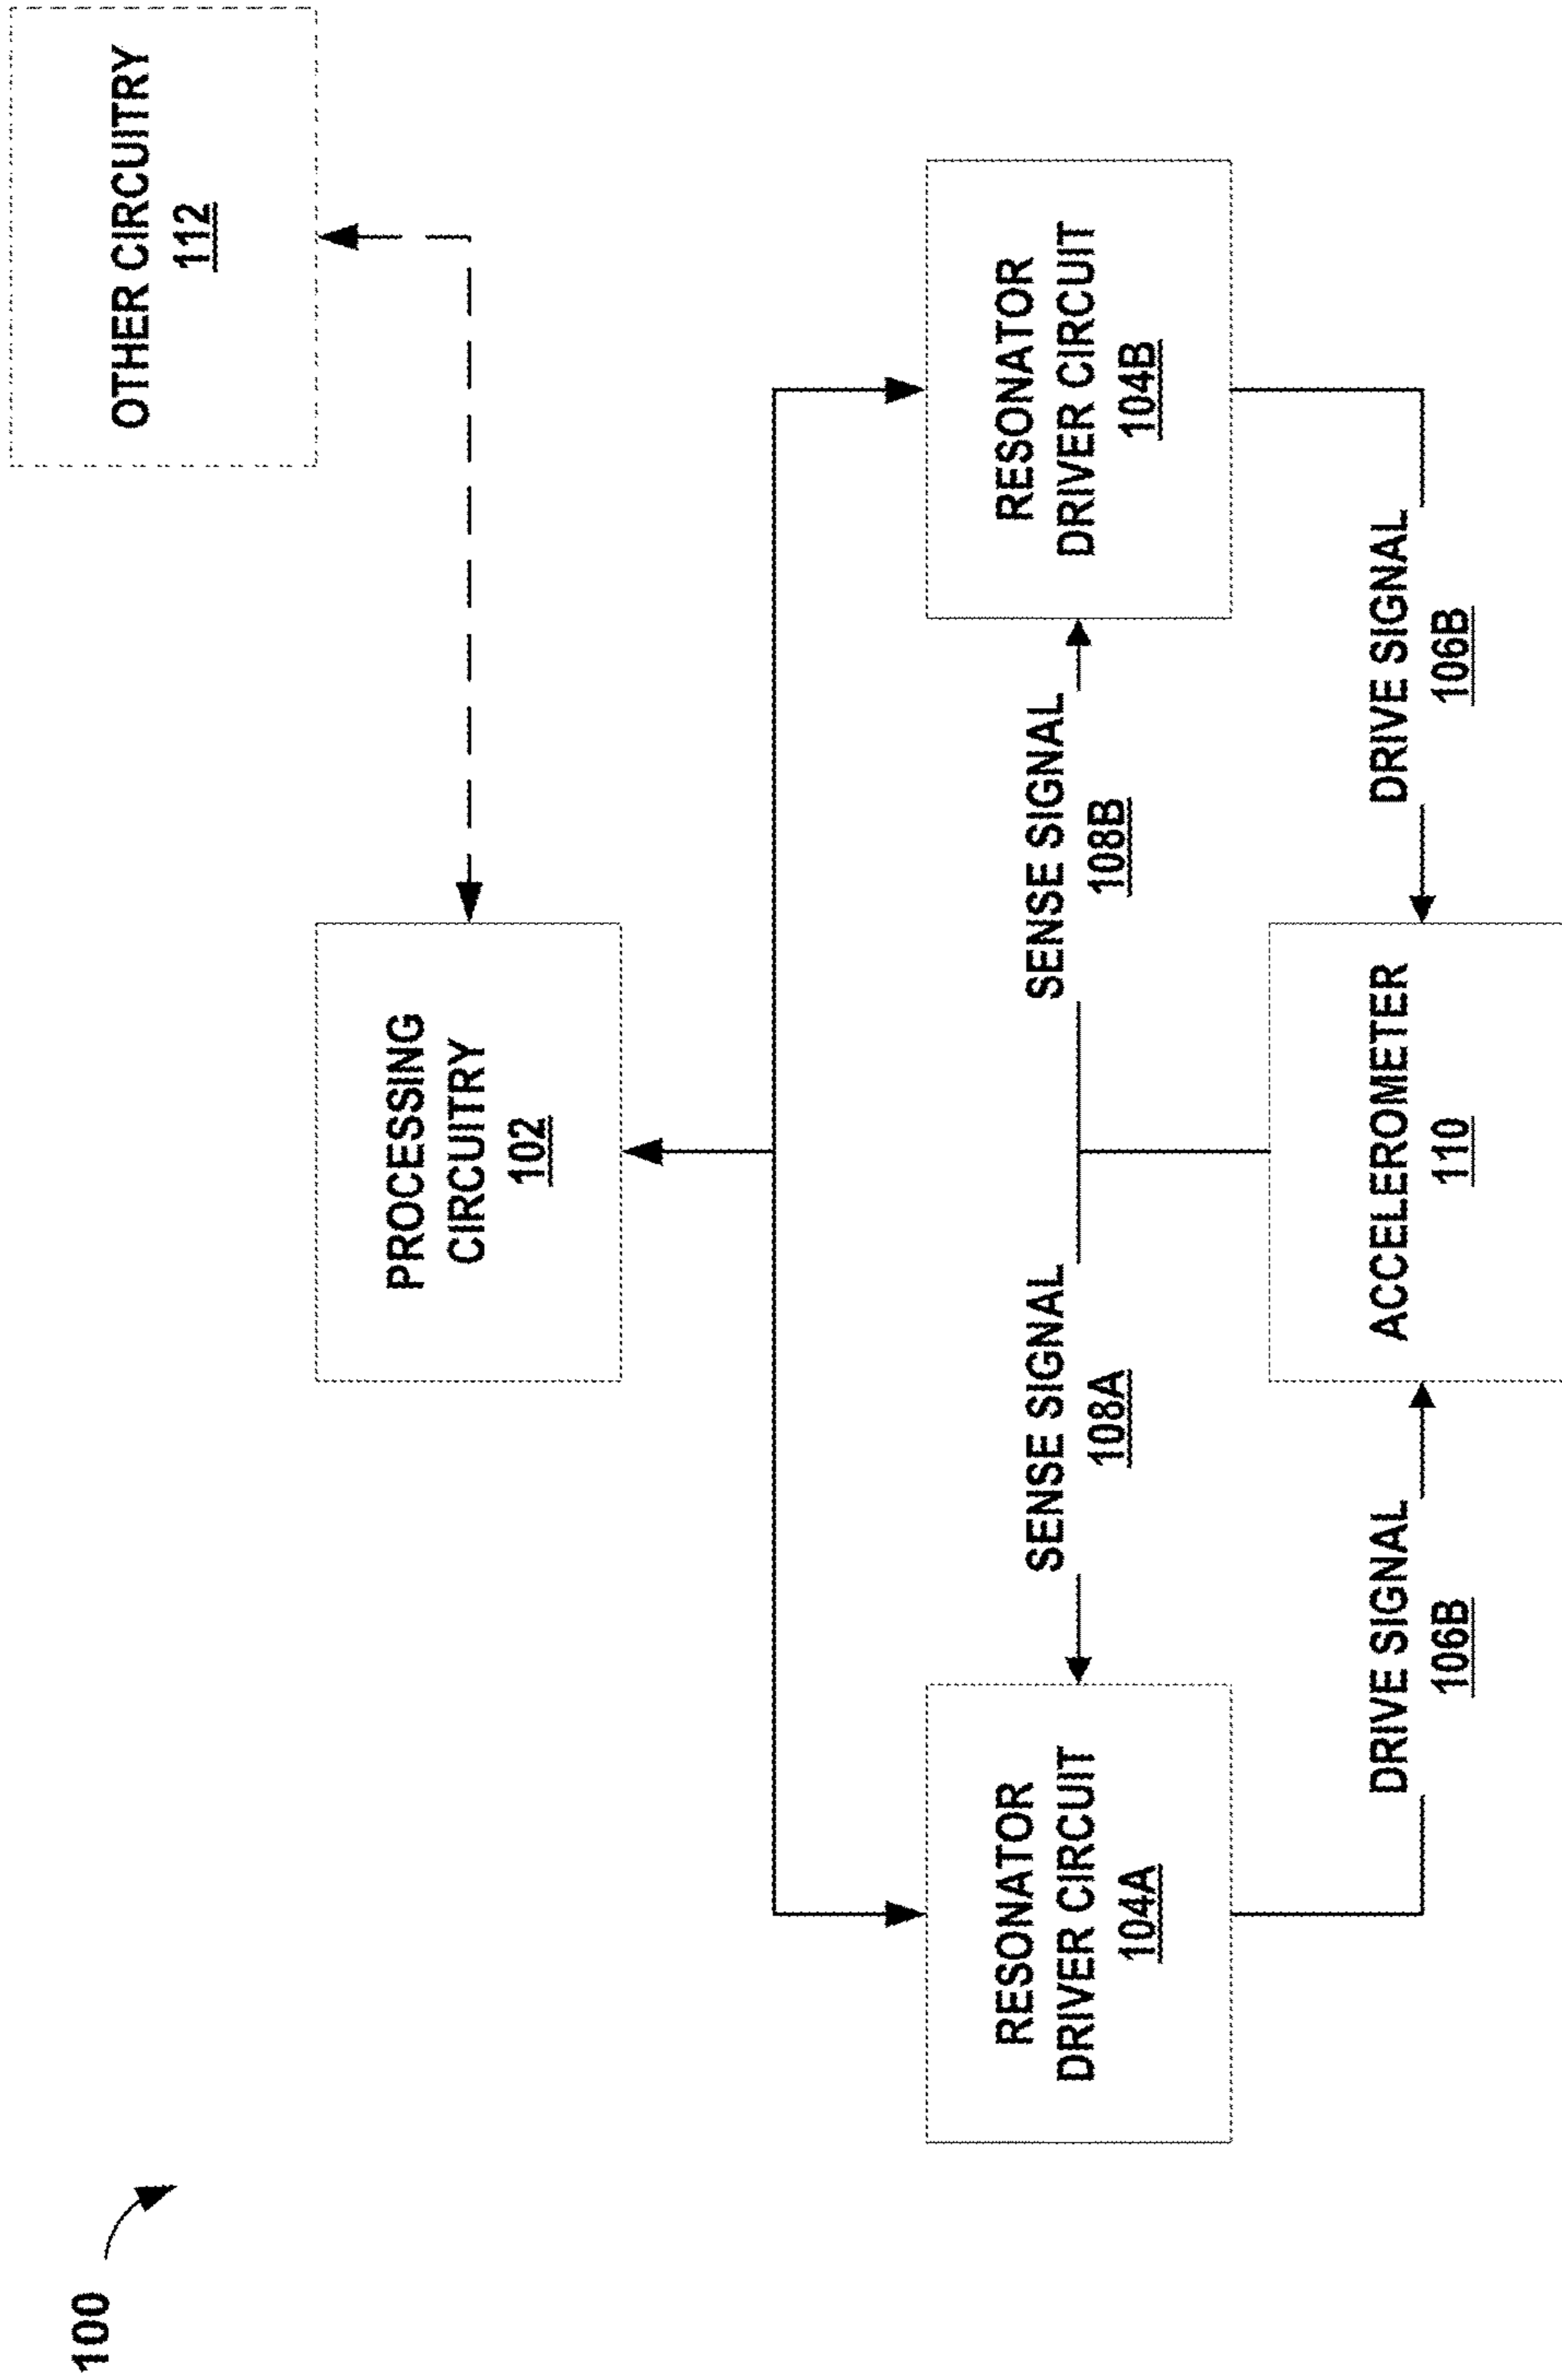 100
OTHER CIRCUITRY
112
PROCESSING
CIRCUITRY
102
RESONATOR
DRIVER CIRCUIT
104A
SENSE SIGNAL
108A
SENSE SIGNAL
108B
RESONATOR
DRIVER CIRCUIT
104B
DRIVE SIGNAL
106B
ACCELEROMETER
110
DRIVE SIGNAL
106B